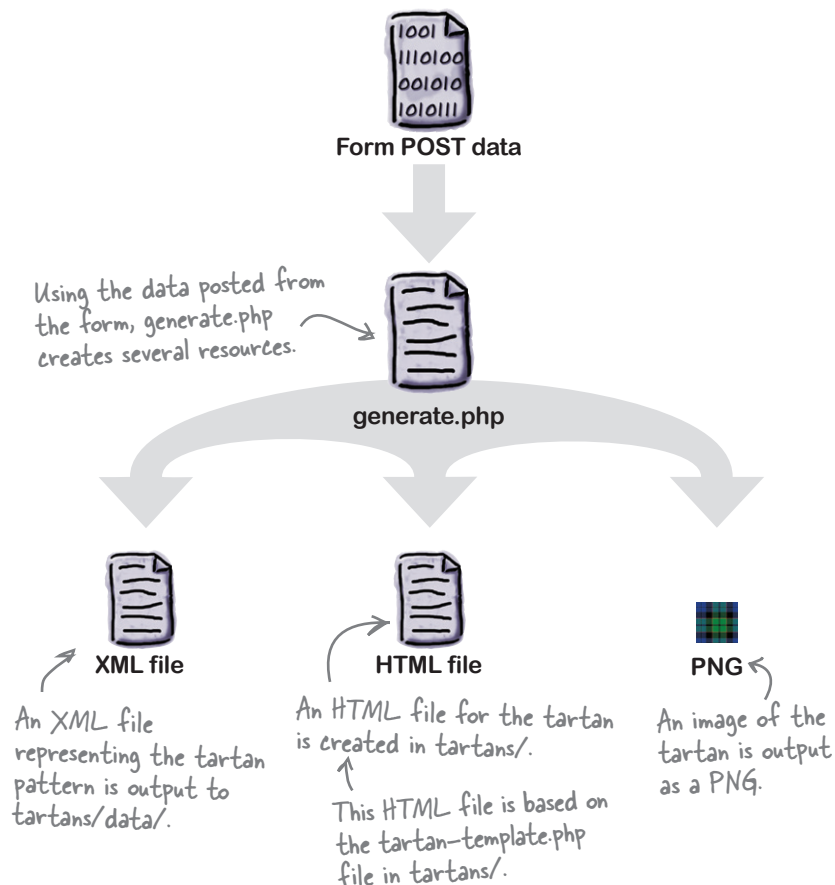 1001
1110100
001010
1010111
Form POST data
Using the data posted from
the form, generate.php
creates several resources.
generate.php
XML file
An XML file
representing the tartan
pattern is output to
tartans/data/.
HTML file
An HTML file for the tartan
is created in tartans/.
This HTML file is based on
the tartan-template.php
file in tartans/.
PNG
An image of the
tartan is output
as a PNG.